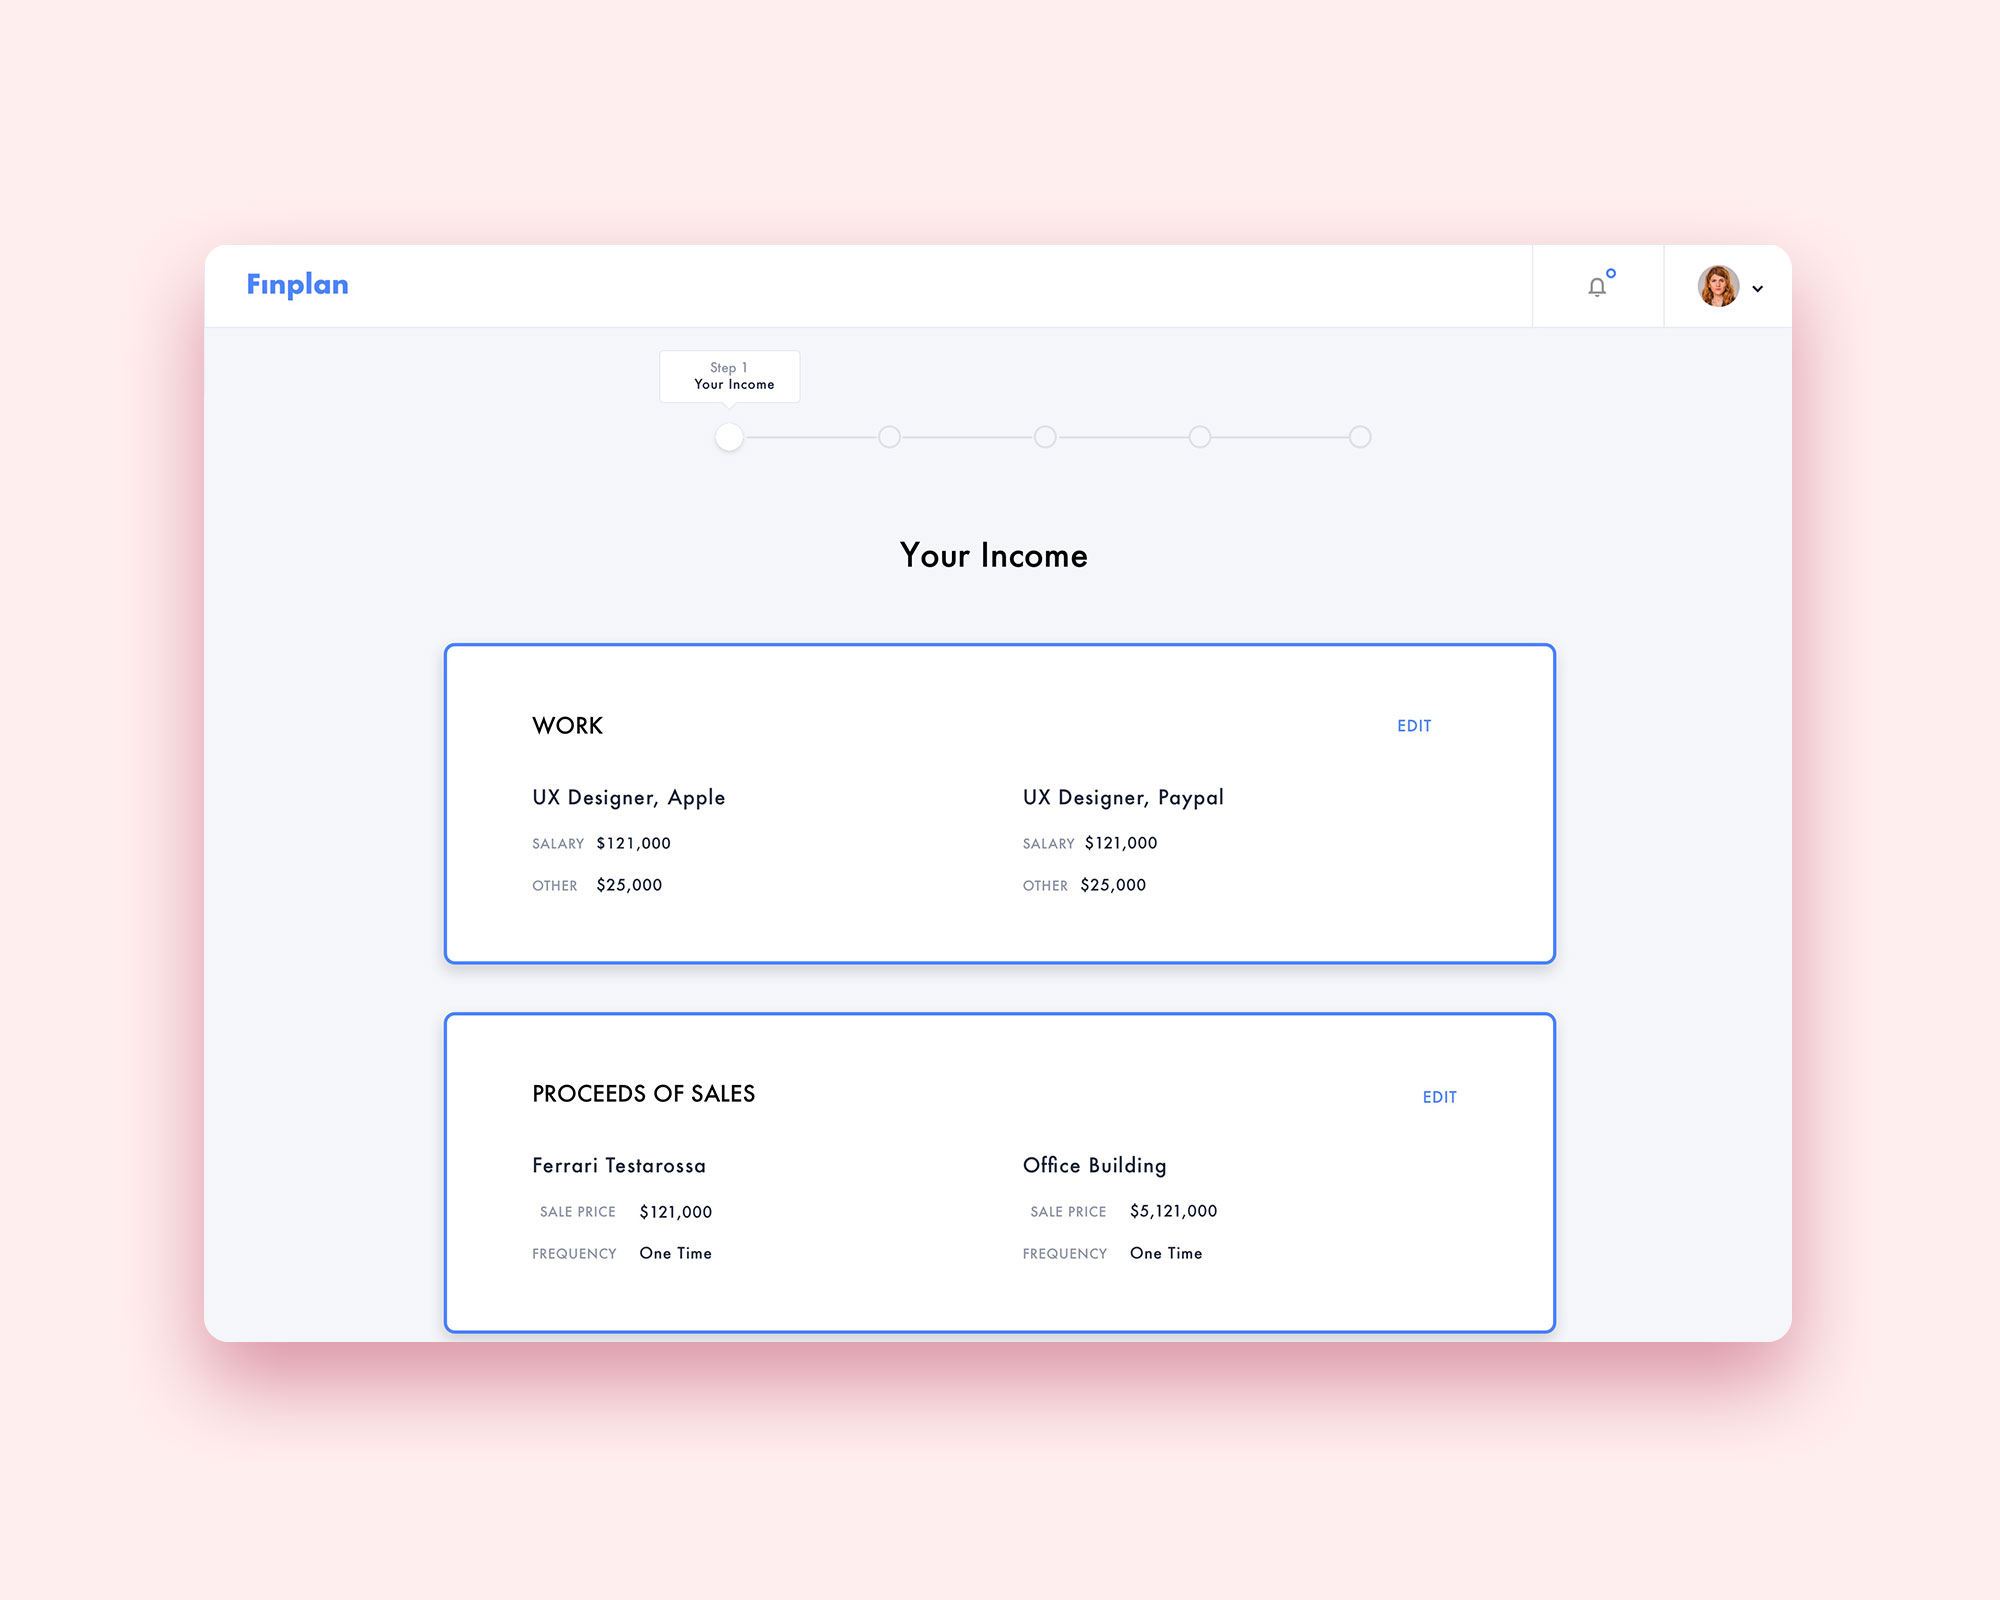 Finplan
Step 1
Your Income
Your Income
WORK
EDIT
UX Designer, Apple
UX Designer, Paypal
SALARY $121,000
SALARY $121,000
OTHER $25,000
OTHER $25,000
PROCEEDS OF SALES
EDIT
Ferrari Testarossa
Office Building
SALE PRICE $121,000
SALE PRICE $5,121,000
FREQUENCY One Time
FREQUENCY One Time